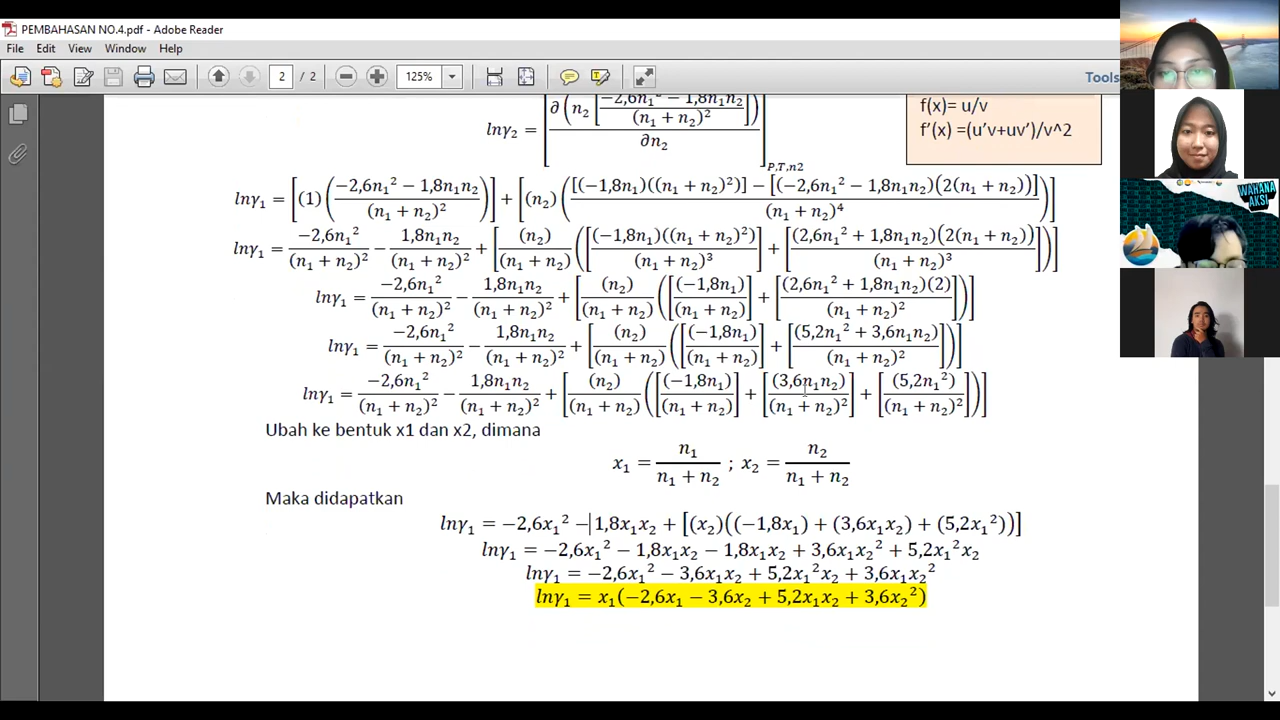 PEMBAHASAN NO.4.pdf - Adobe Reader
File Edit View Window Help
2 / 2 125% Tools
lnγ₂ = [∂(n₂[(−2,6n₁² − 1,8n₁n₂)/(n₁ + n₂)²])/∂n₂]P,T,n2
f(x)= u/v
f’(x) =(u’v+uv’)/v^2
lnγ₁ = [(1)((−2,6n₁² − 1,8n₁n₂)/(n₁ + n₂)²)] + [(n₂)(([(−1,8n₁)((n₁ + n₂)²)] − [(−2,6n₁² − 1,8n₁n₂)(2(n₁ + n₂))])/(n₁ + n₂)⁴)]
lnγ₁ = −2,6n₁²/(n₁ + n₂)² − 1,8n₁n₂/(n₁ + n₂)² + [(n₂)/(n₁ + n₂) ([(−1,8n₁)((n₁ + n₂)²)/(n₁ + n₂)³] + [(2,6n₁² + 1,8n₁n₂)(2(n₁ + n₂))/(n₁ + n₂)³])]
lnγ₁ = −2,6n₁²/(n₁ + n₂)² − 1,8n₁n₂/(n₁ + n₂)² + [(n₂)/(n₁ + n₂) ([(−1,8n₁)/(n₁ + n₂)] + [(2,6n₁² + 1,8n₁n₂)(2)/(n₁ + n₂)²])]
lnγ₁ = −2,6n₁²/(n₁ + n₂)² − 1,8n₁n₂/(n₁ + n₂)² + [(n₂)/(n₁ + n₂) ([(−1,8n₁)/(n₁ + n₂)] + [(5,2n₁² + 3,6n₁n₂)/(n₁ + n₂)²])]
lnγ₁ = −2,6n₁²/(n₁ + n₂)² − 1,8n₁n₂/(n₁ + n₂)² + [(n₂)/(n₁ + n₂) ([(−1,8n₁)/(n₁ + n₂)] + [(3,6n₁n₂)/(n₁ + n₂)²] + [(5,2n₁²)/(n₁ + n₂)²])]
Ubah ke bentuk x1 dan x2, dimana
x₁ = n₁/(n₁ + n₂) ; x₂ = n₂/(n₁ + n₂)
Maka didapatkan
lnγ₁ = −2,6x₁² − 1,8x₁x₂ + [(x₂)((−1,8x₁) + (3,6x₁x₂) + (5,2x₁²))]
lnγ₁ = −2,6x₁² − 1,8x₁x₂ − 1,8x₁x₂ + 3,6x₁x₂² + 5,2x₁²x₂
lnγ₁ = −2,6x₁² − 3,6x₁x₂ + 5,2x₁²x₂ + 3,6x₁x₂²
lnγ₁ = x₁(−2,6x₁ − 3,6x₂ + 5,2x₁x₂ + 3,6x₂²)
WAHANA
AKSI